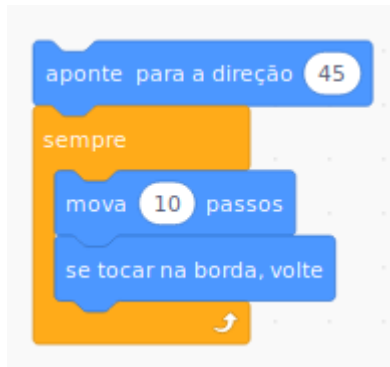 aponte para a direção 45
sempre
mova 10 passos
se tocar na borda, volte